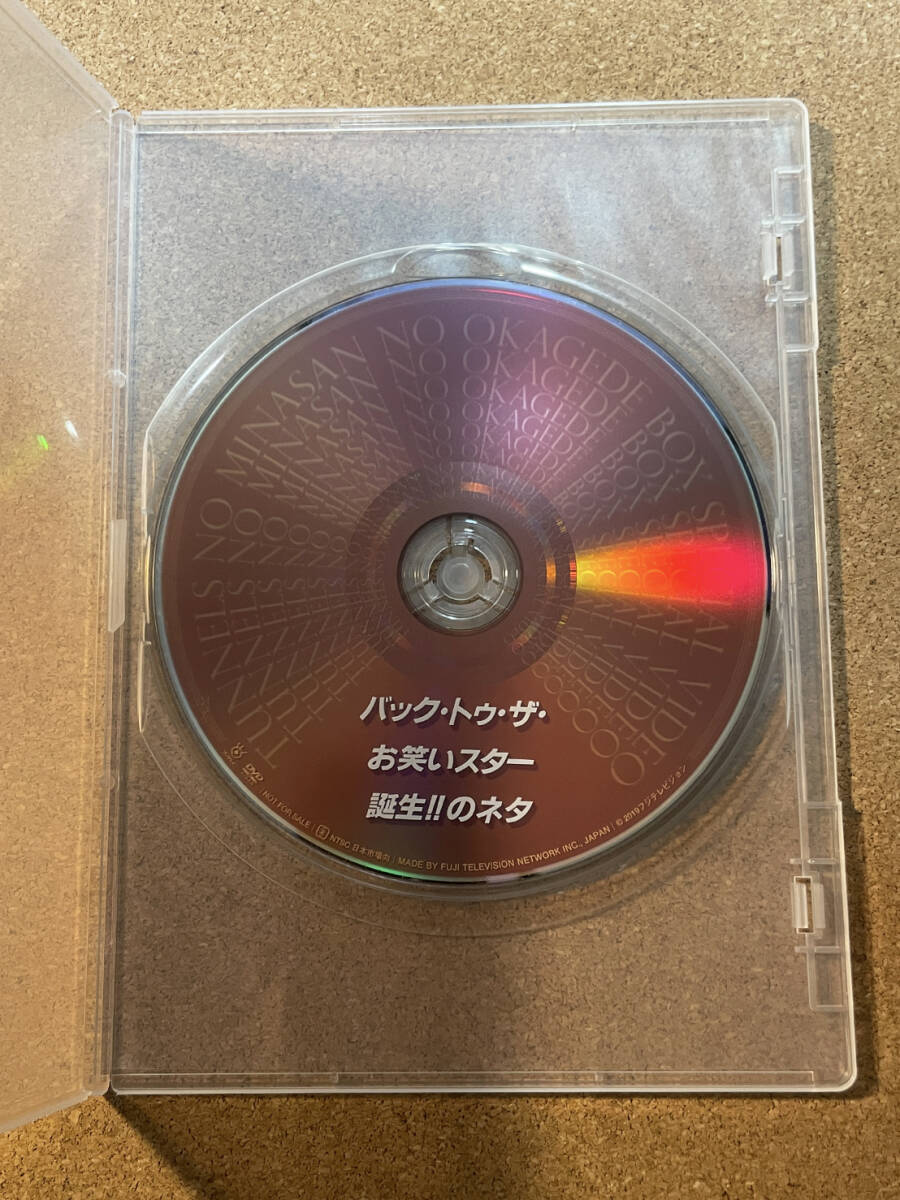 TUNNELS NO MINASAN NO OKAGEDE BOX SPECIAL VIDEO
バック・トゥ・ザ・
お笑いスター
誕生!!のネタ
DVD
NOT FOR SALE | 2 NTSC 日本市場向 | MADE BY FUJI TELEVISION NETWORK INC., JAPAN | © 2019フジテレビジョン